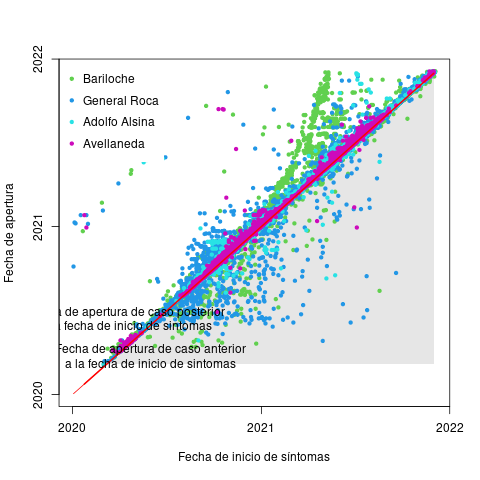 Bariloche
General Roca
Adolfo Alsina
Avellaneda
Fecha de apertura
2022
2021
2020
de apertura de caso posterior
fecha de inicio de síntomas
Fecha de apertura de caso anterior
a la fecha de inicio de síntomas
2020
2021
2022
Fecha de inicio de síntomas